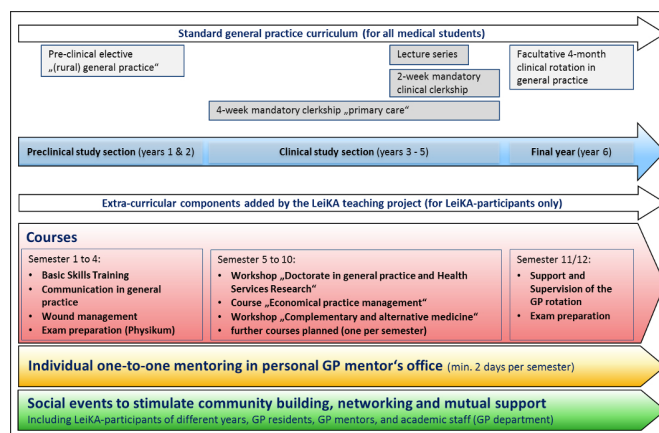 Standard general practice curriculum (for all medical students)
Pre-clinical elective
„(rural) general practice“
Lecture series
2-week mandatory
clinical clerkship
Facultative 4-month
clinical rotation in
general practice
4-week mandatory clerkship „primary care“
Preclinical study section (years 1 & 2)
Clinical study section (years 3 - 5)
Final year (year 6)
Extra-curricular components added by the LeiKA teaching project (for LeiKA-participants only)
Courses
Semester 1 to 4:
• Basic Skills Training
• Communication in general
practice
• Wound management
• Exam preparation (Physikum)
Semester 5 to 10:
• Workshop „Doctorate in general practice and Health
Services Research“
• Course „Economical practice management“
• Workshop „Complementary and alternative medicine“
• further courses planned (one per semester)
Semester 11/12:
• Support and
Supervision of the
GP rotation
• Exam preparation
Individual one-to-one mentoring in personal GP mentor‘s office (min. 2 days per semester)
Social events to stimulate community building, networking and mutual support
Including LeiKA-participants of different years, GP residents, GP mentors, and academic staff (GP department)